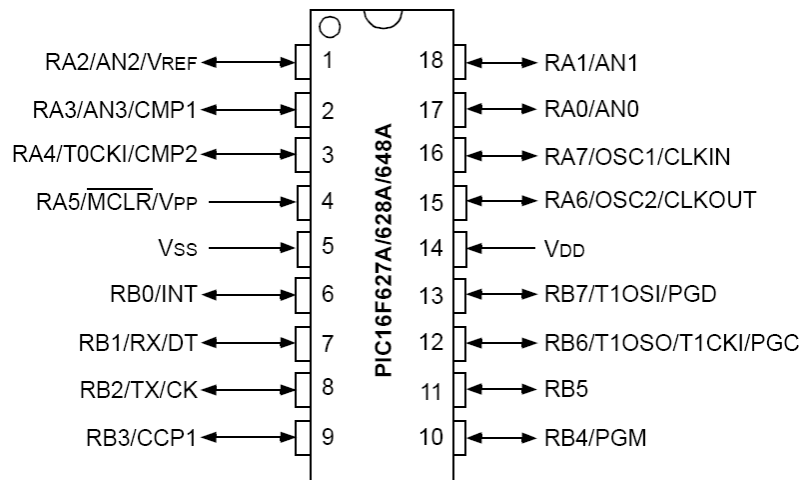 RA2/AN2/VREF 1 18 RA1/AN1
RA3/AN3/CMP1 2 17 RA0/AN0
RA4/T0CKI/CMP2 3 16 RA7/OSC1/CLKIN
RA5/MCLR/VPP 4 15 RA6/OSC2/CLKOUT
VSS 5 14 VDD
RB0/INT 6 13 RB7/T1OSI/PGD
RB1/RX/DT 7 12 RB6/T1OSO/T1CKI/PGC
RB2/TX/CK 8 11 RB5
RB3/CCP1 9 10 RB4/PGM
PIC16F627A/628A/648A